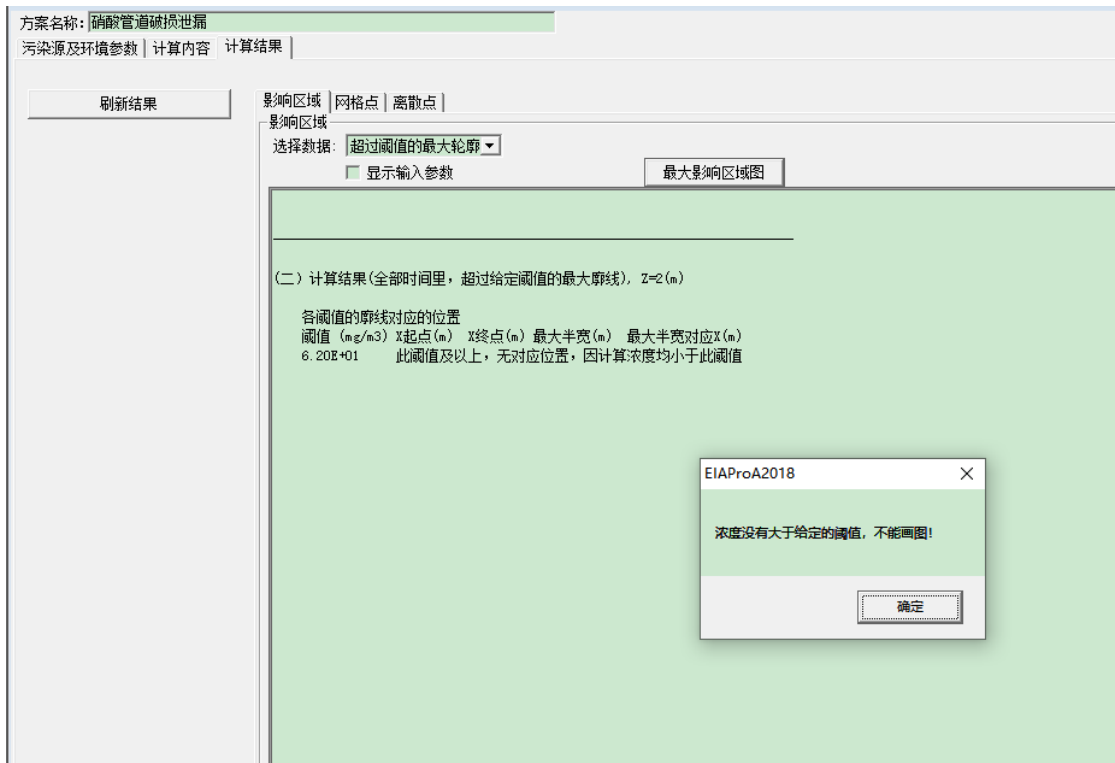 方案名称: 硝酸管道破损泄漏
污染源及环境参数 计算内容 计算结果
刷新结果
影响区域 网格点 离散点
影响区域
选择数据: 超过阈值的最大轮廓
显示输入参数
最大影响区域图
(二) 计算结果(全部时间里, 超过给定阈值的最大廓线), Z=2(m)
各阈值的廓线对应的位置
阈值 (mg/m3) X起点(m) X终点(m) 最大半宽(m) 最大半宽对应X(m)
6.20E+01 此阈值及以上, 无对应位置, 因计算浓度均小于此阈值
EIAProA2018
浓度没有大于给定的阈值, 不能画图!
确定